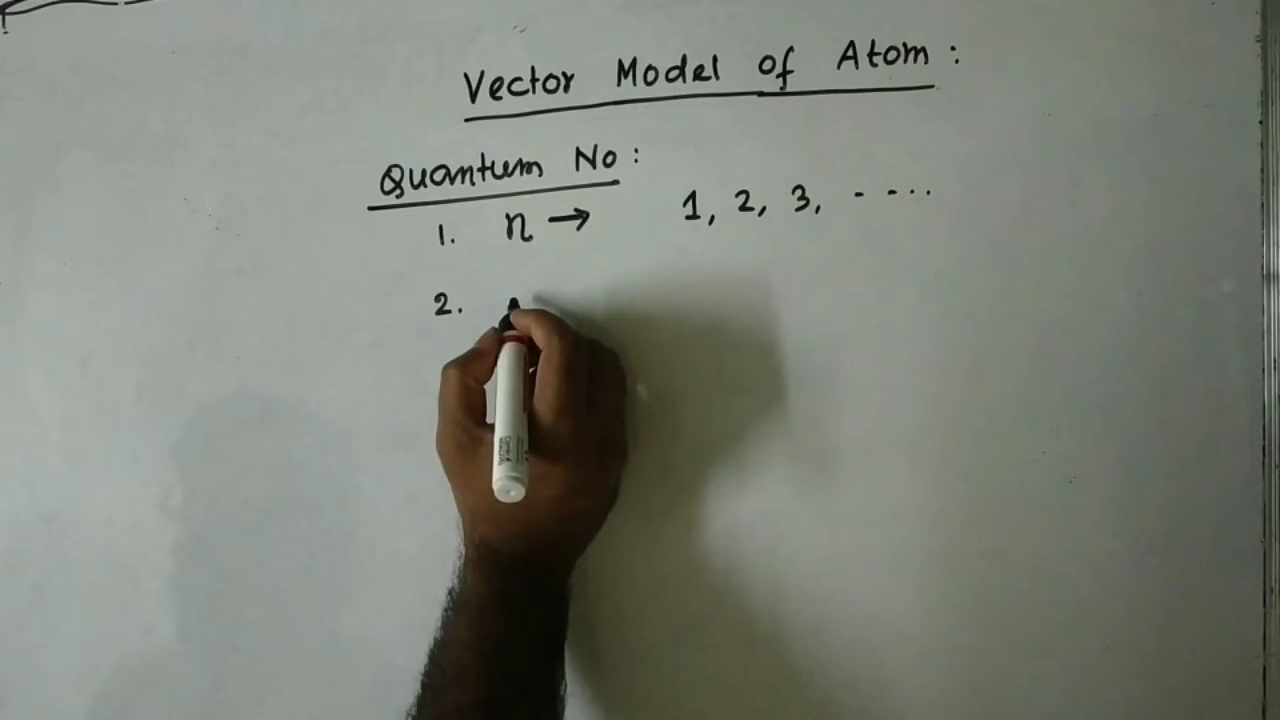 Vector Model of Atom :
Quantum No :
1. n → 1, 2, 3, - - ...
2.